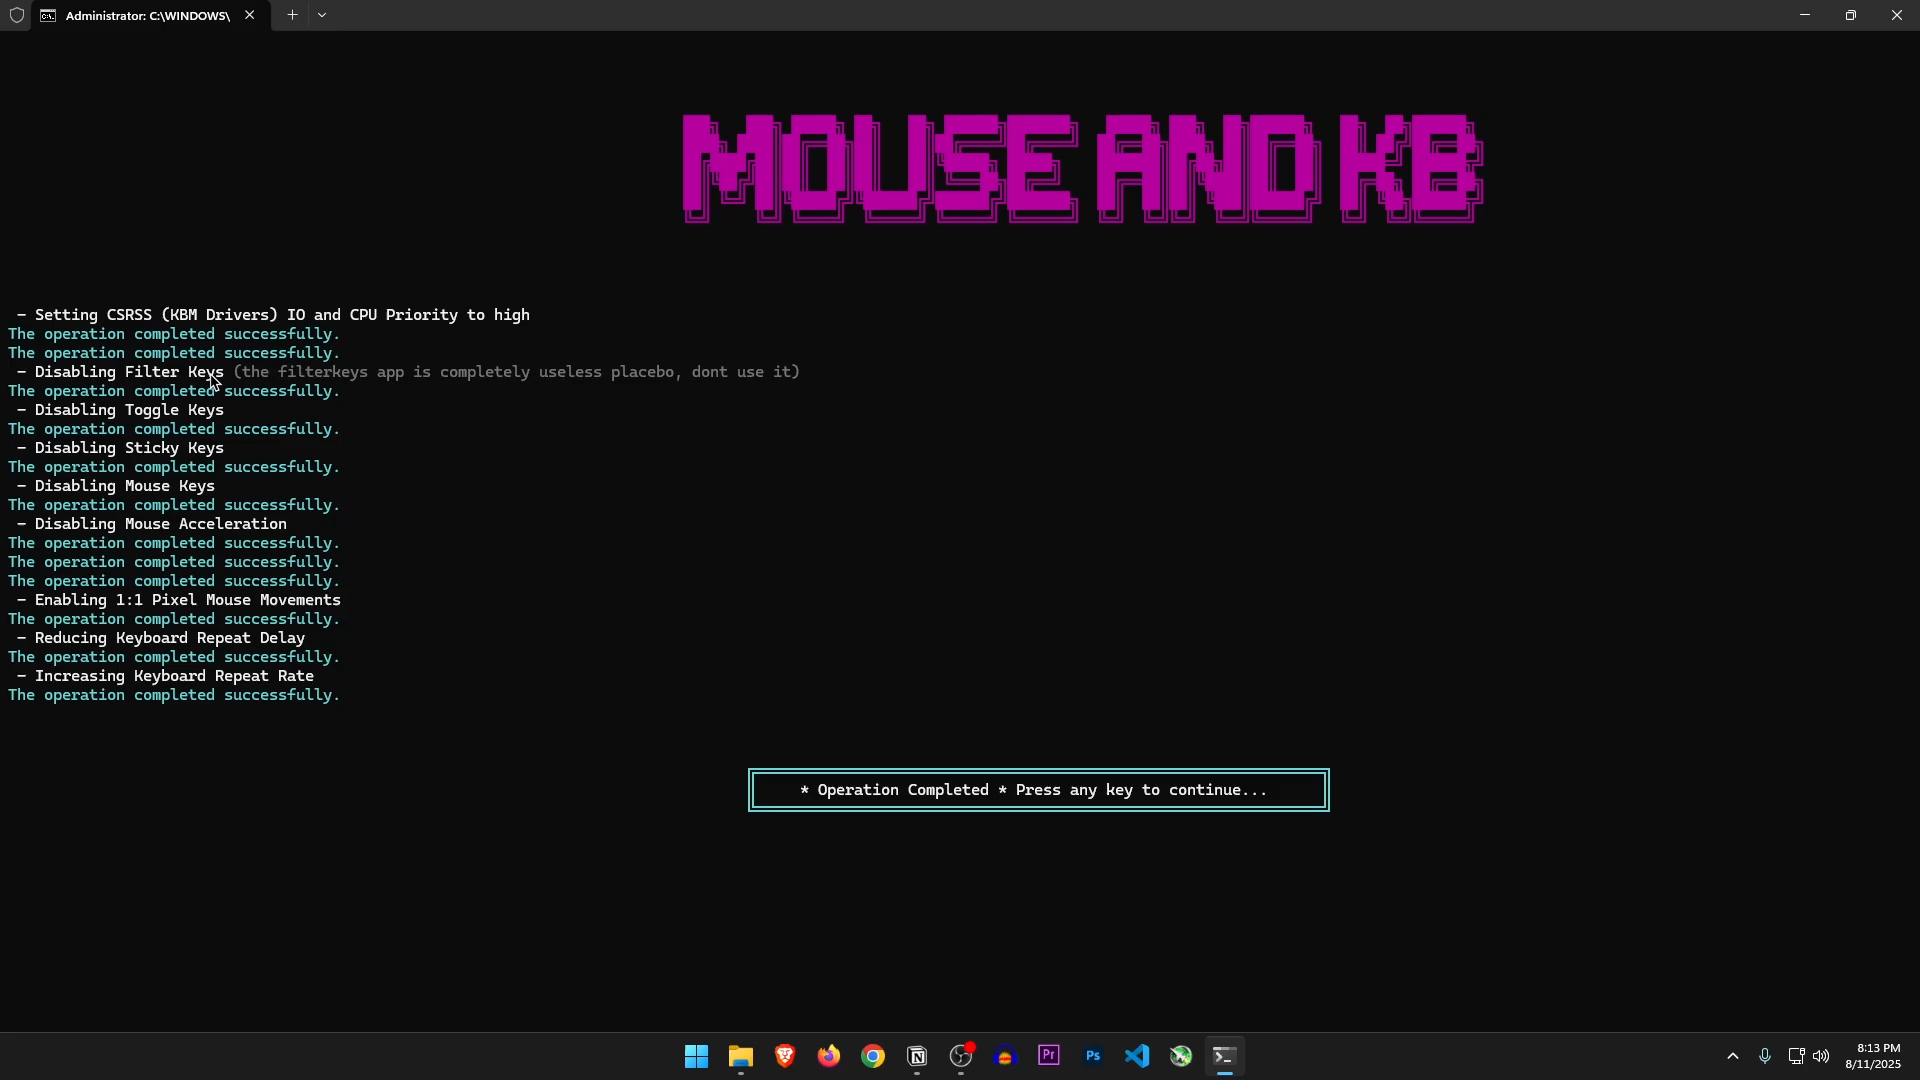 Administrator: C:\WINDOWS\
MOUSE AND KB
- Setting CSRSS (KBM Drivers) IO and CPU Priority to high
The operation completed successfully.
The operation completed successfully.
- Disabling Filter Keys (the filterkeys app is completely useless placebo, dont use it)
The operation completed successfully.
- Disabling Toggle Keys
The operation completed successfully.
- Disabling Sticky Keys
The operation completed successfully.
- Disabling Mouse Keys
The operation completed successfully.
- Disabling Mouse Acceleration
The operation completed successfully.
The operation completed successfully.
The operation completed successfully.
- Enabling 1:1 Pixel Mouse Movements
The operation completed successfully.
- Reducing Keyboard Repeat Delay
The operation completed successfully.
- Increasing Keyboard Repeat Rate
The operation completed successfully.
* Operation Completed * Press any key to continue...
Pr
Ps
8:13 PM
8/11/2025